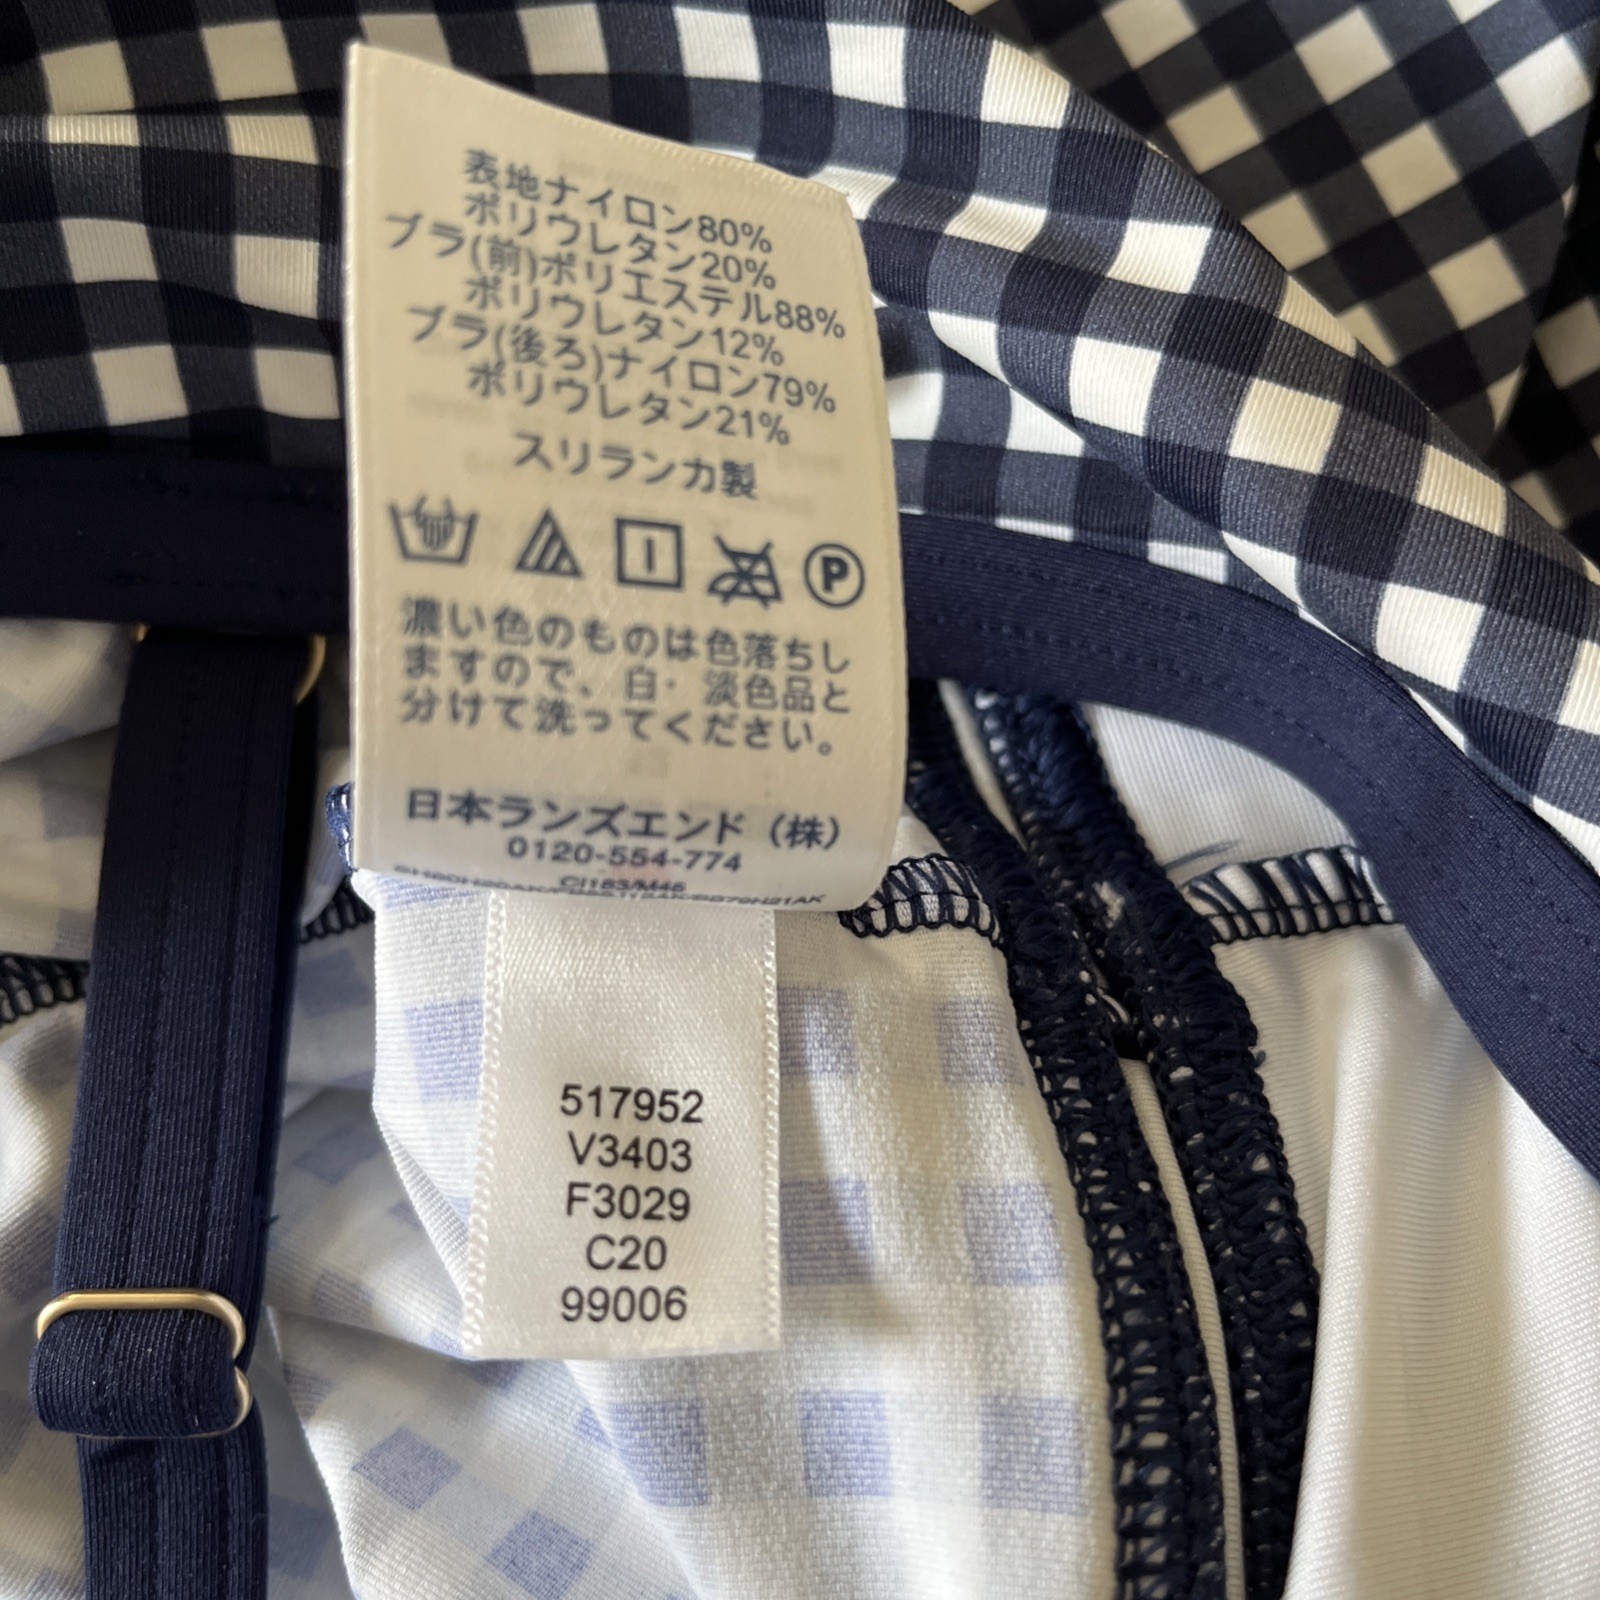 表地ナイロン80%
ポリウレタン20%
ブラ(前)ポリエステル88%
ポリウレタン12%
ブラ(後ろ)ナイロン79%
ポリウレタン21%
スリランカ製
P
濃い色のものは色落ちし
ますので、白・淡色品と
分けて洗ってください。
日本ランズエンド（株）
0120-554-774
CI163/M46
517952
V3403
F3029
C20
99006